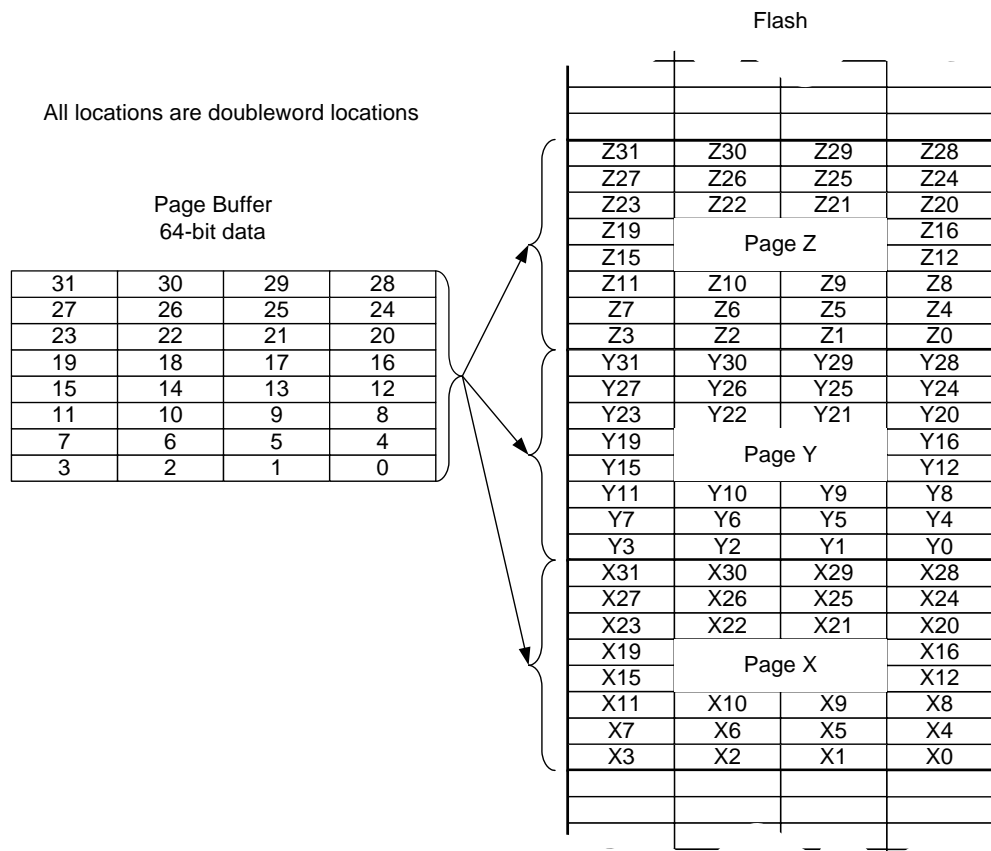 Flash
All locations are doubleword locations
Page Buffer
64-bit data
31 30 29 28
27 26 25 24
23 22 21 20
19 18 17 16
15 14 13 12
11 10 9 8
7 6 5 4
3 2 1 0
Z31 Z30 Z29 Z28
Z27 Z26 Z25 Z24
Z23 Z22 Z21 Z20
Z19 Z16
Page Z
Z15 Z12
Z11 Z10 Z9 Z8
Z7 Z6 Z5 Z4
Z3 Z2 Z1 Z0
Y31 Y30 Y29 Y28
Y27 Y26 Y25 Y24
Y23 Y22 Y21 Y20
Y19 Y16
Page Y
Y15 Y12
Y11 Y10 Y9 Y8
Y7 Y6 Y5 Y4
Y3 Y2 Y1 Y0
X31 X30 X29 X28
X27 X26 X25 X24
X23 X22 X21 X20
X19 X16
Page X
X15 X12
X11 X10 X9 X8
X7 X6 X5 X4
X3 X2 X1 X0